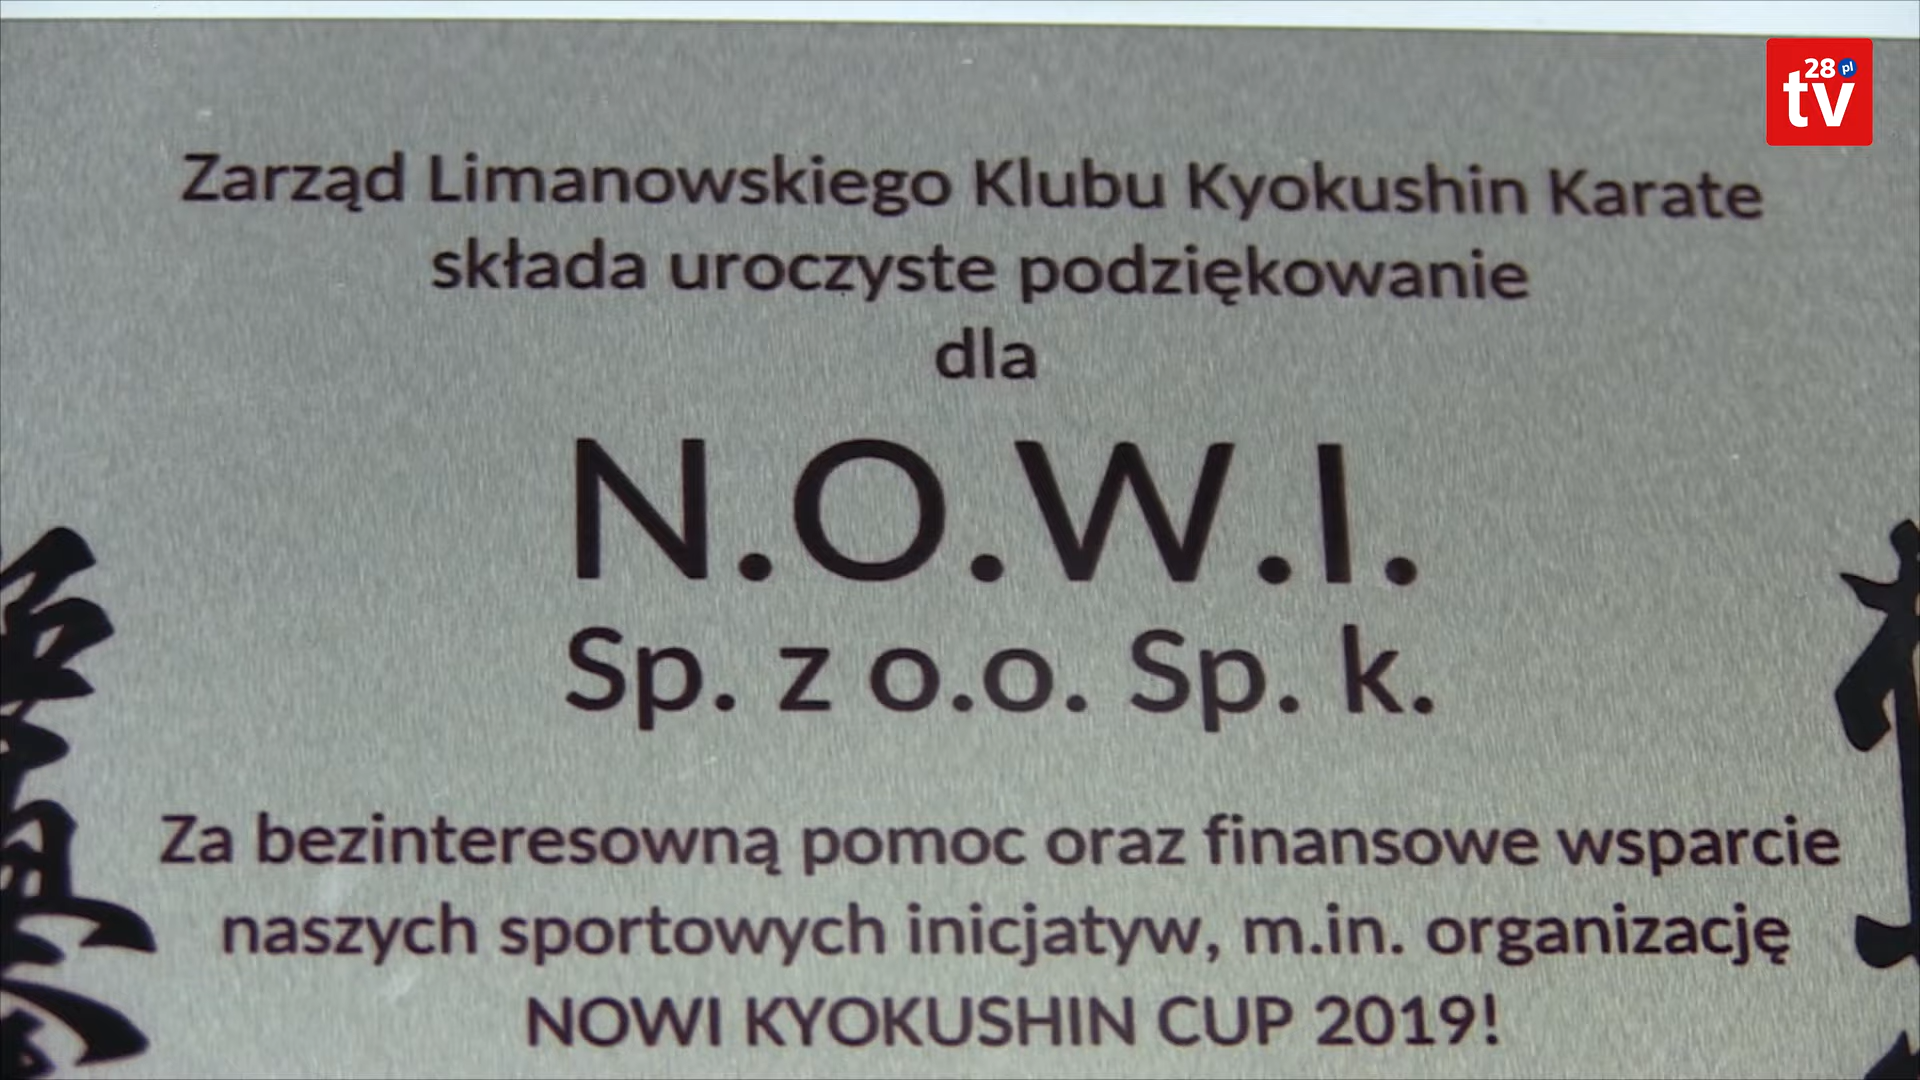 28 pl
tv
Zarząd Limanowskiego Klubu Kyokushin Karate
składa uroczyste podziękowanie
dla
N.O.W.I.
Sp. z o.o. Sp. k.
Za bezinteresowną pomoc oraz finansowe wsparcie
naszych sportowych inicjatyw, m.in. organizację
NOWI KYOKUSHIN CUP 2019!